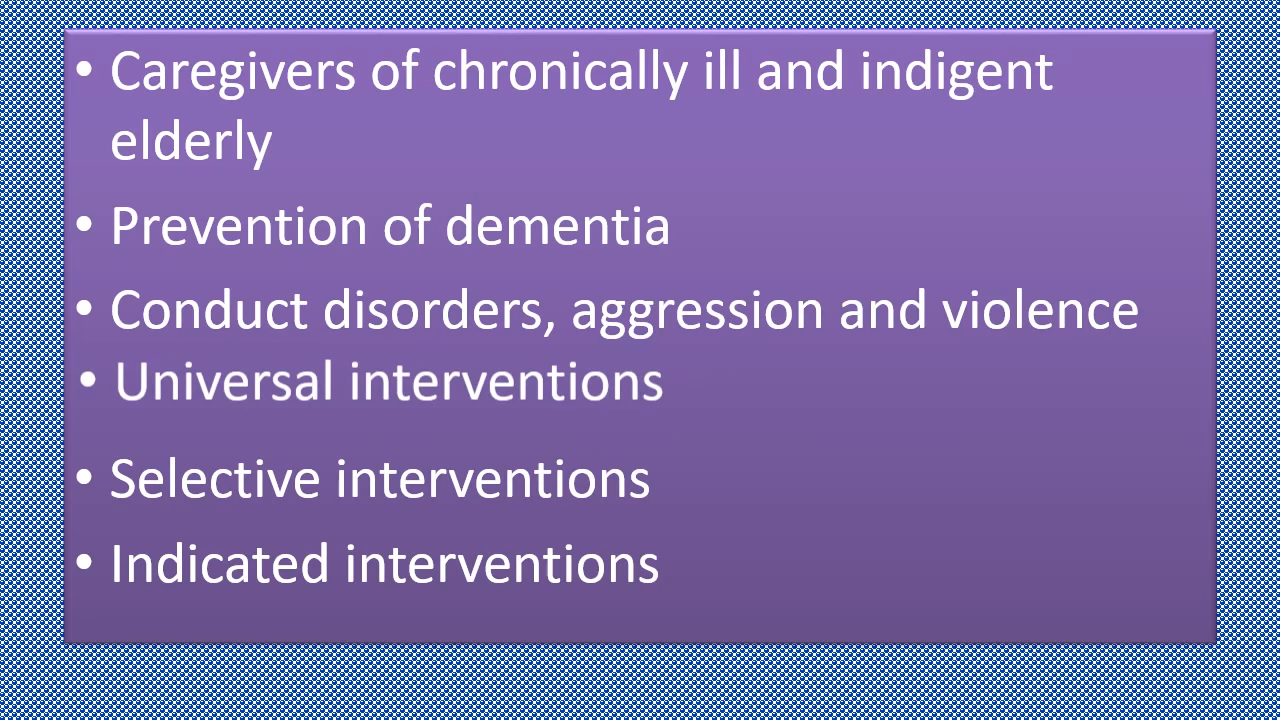 • Caregivers of chronically ill and indigent
elderly
• Prevention of dementia
• Conduct disorders, aggression and violence
• Universal interventions
• Selective interventions
• Indicated interventions